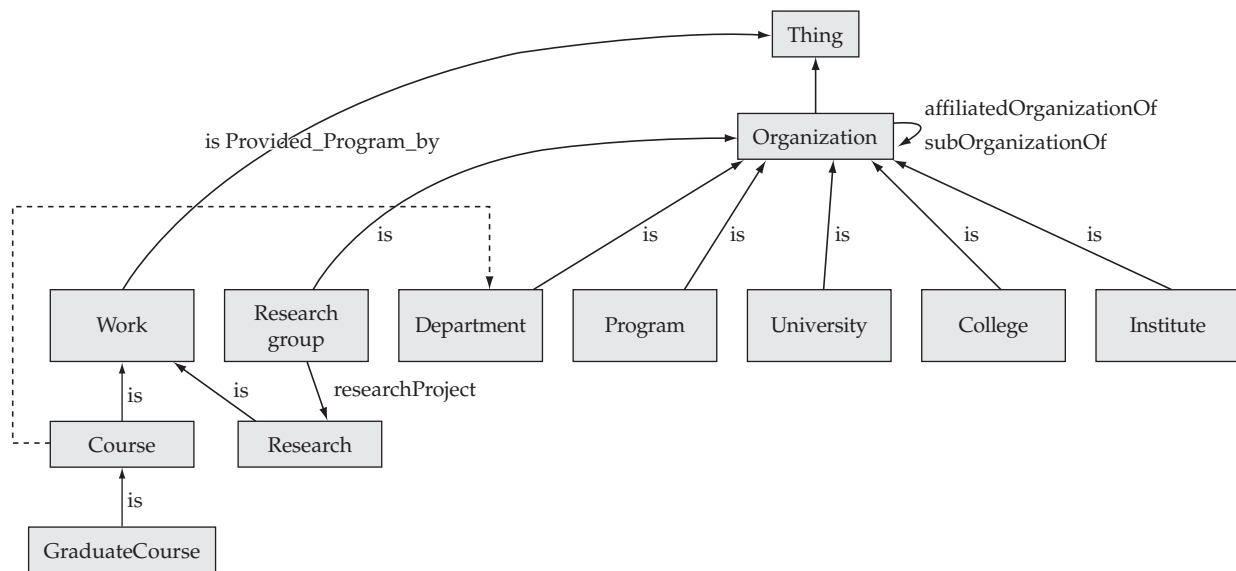 Thing
affiliatedOrganizationOf
Organization
subOrganizationOf
is Provided_Program_by
is
is
is
is
is
is
Work
Research
group
Department
Program
University
College
Institute
is
is
researchProject
Course
Research
is
GraduateCourse